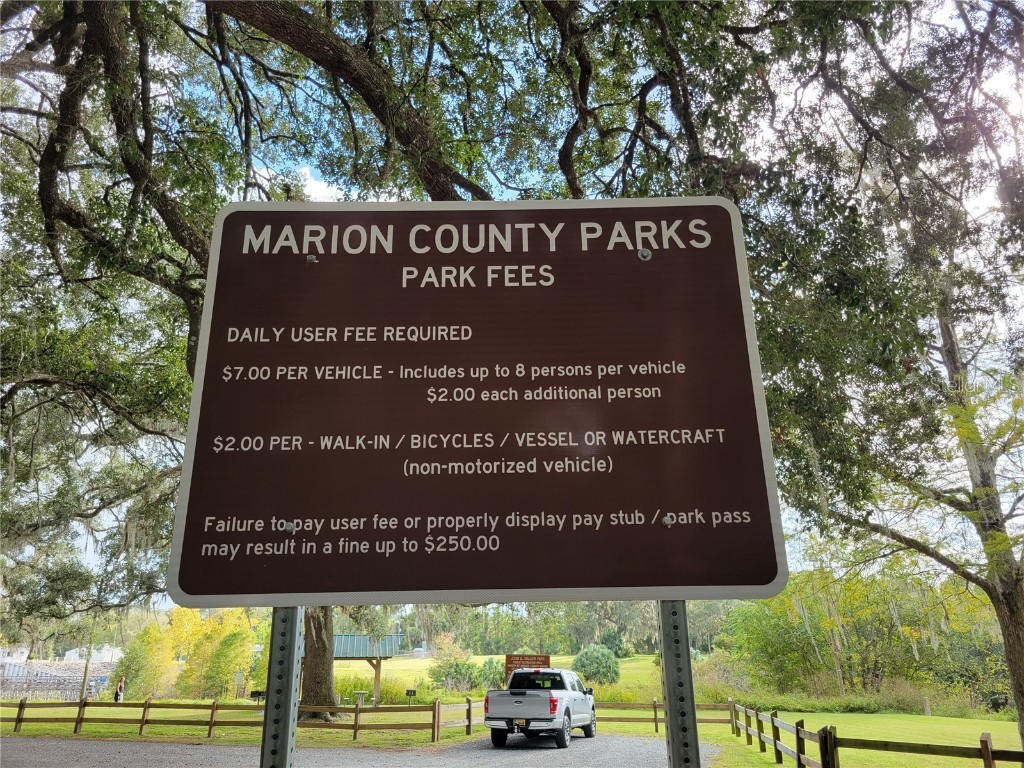 MARION COUNTY PARKS
PARK FEES
DAILY USER FEE REQUIRED
$7.00 PER VEHICLE - Includes up to 8 persons per vehicle
$2.00 each additional person
$2.00 PER - WALK-IN / BICYCLES / VESSEL OR WATERCRAFT
(non-motorized vehicle)
Failure to pay user fee or properly display pay stub / park pass
may result in a fine up to $250.00